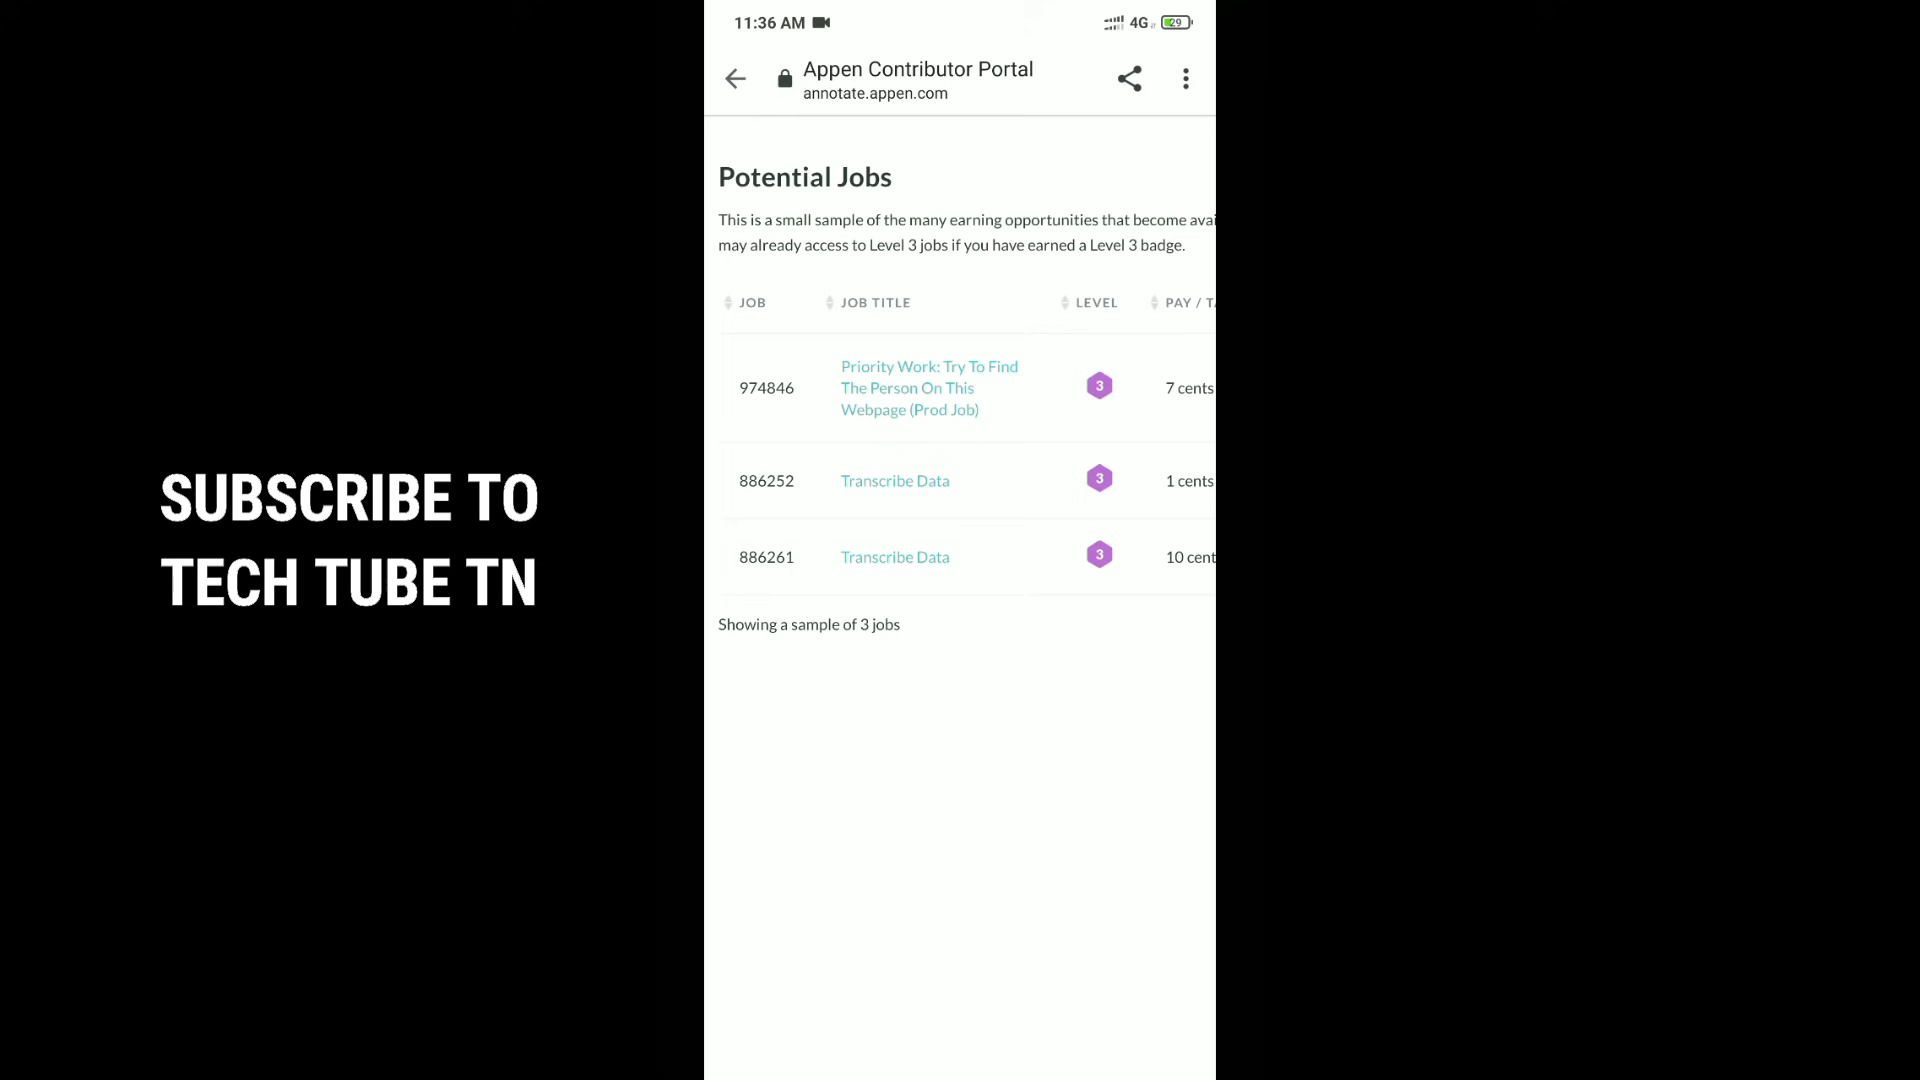 11:36 AM 4G 29
Appen Contributor Portal
annotate.appen.com
Potential Jobs
This is a small sample of the many earning opportunities that become
may already access to Level 3 jobs if you have earned a Level 3 badge.
JOB JOB TITLE LEVEL PAY /
974846 Priority Work: Try To Find The Person On This Webpage (Prod Job) 3 7 cents
886252 Transcribe Data 3 1 cents
886261 Transcribe Data 3 10 cent
Showing a sample of 3 jobs
SUBSCRIBE TO
TECH TUBE TN